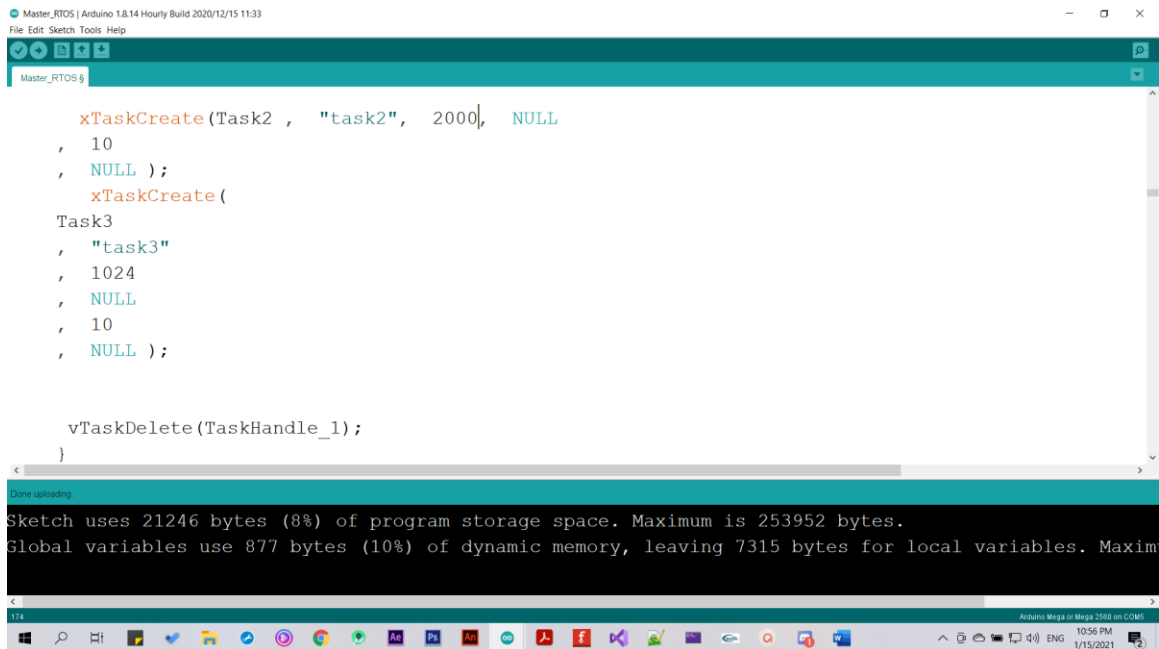 Master_RTOS | Arduino 1.8.14 Hourly Build 2020/12/15 11:33
File Edit Sketch Tools Help
Master_RTOS §
xTaskCreate(Task2 ,  "task2",  2000,  NULL
,  10
,  NULL );
xTaskCreate(
Task3
,  "task3"
,  1024
,  NULL
,  10
,  NULL );
vTaskDelete(TaskHandle_1);
}
Done uploading.
Sketch uses 21246 bytes (8%) of program storage space. Maximum is 253952 bytes.
Global variables use 877 bytes (10%) of dynamic memory, leaving 7315 bytes for local variables. Maxim
174
Arduino Mega or Mega 2560 on COM5
Ae
Ps
An
ENG
10:56 PM
1/15/2021